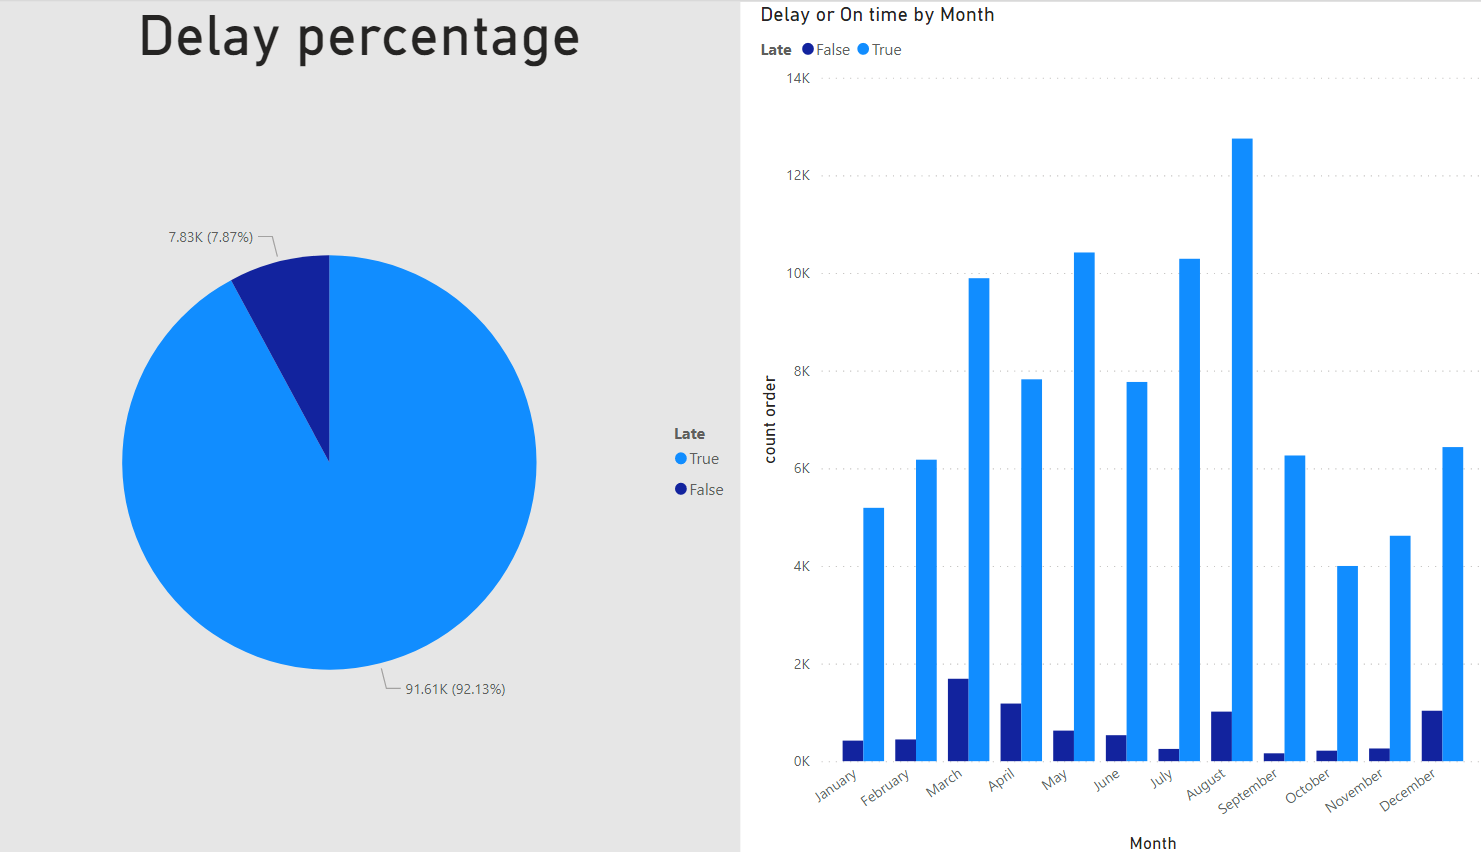 Delay percentage
7.83K (7.87%)
91.61K (92.13%)
Late
True
False
Delay or On time by Month
Late False True
14K
12K
10K
8K
6K
4K
2K
0K
count order
January February March April May June July August September October November December
Month